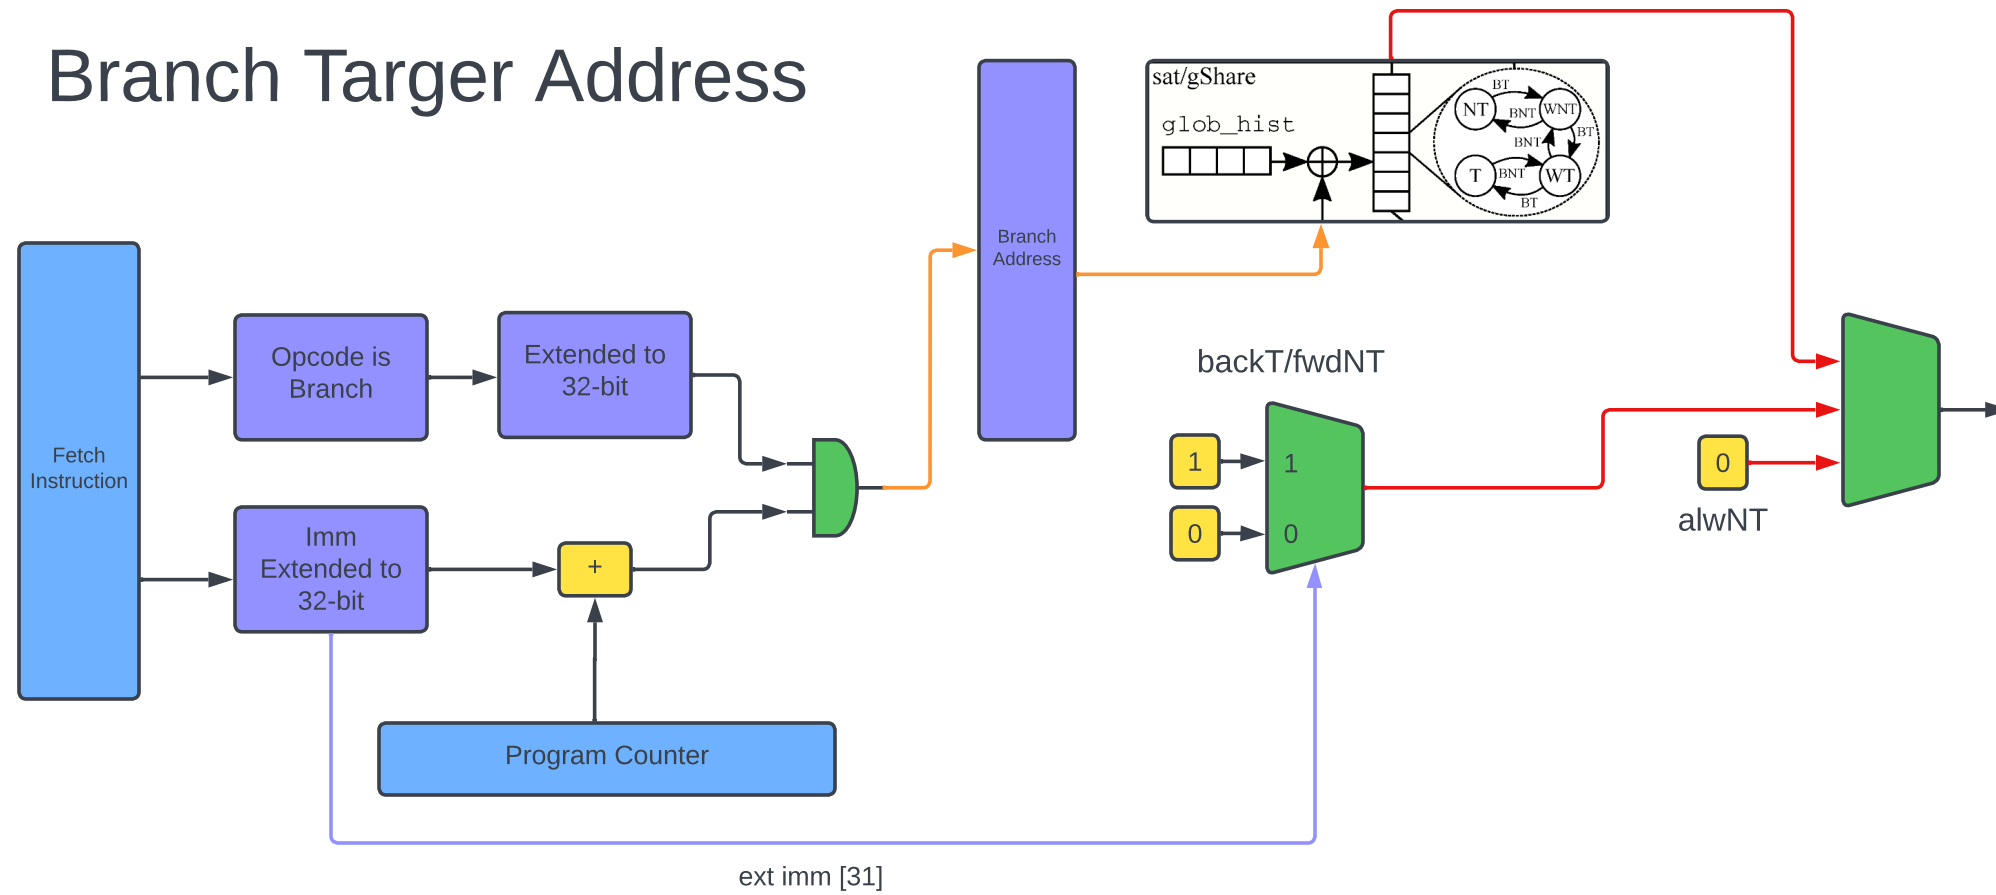 Branch Targer Address
sat/gShare
glob_hist
NT
BT
WNT
BNT
BT
BNT
T
BNT
WT
BT
Branch
Address
Fetch
Instruction
Opcode is
Branch
Extended to
32-bit
Imm
Extended to
32-bit
+
Program Counter
ext imm [31]
backT/fwdNT
1
1
0
0
0
alwNT